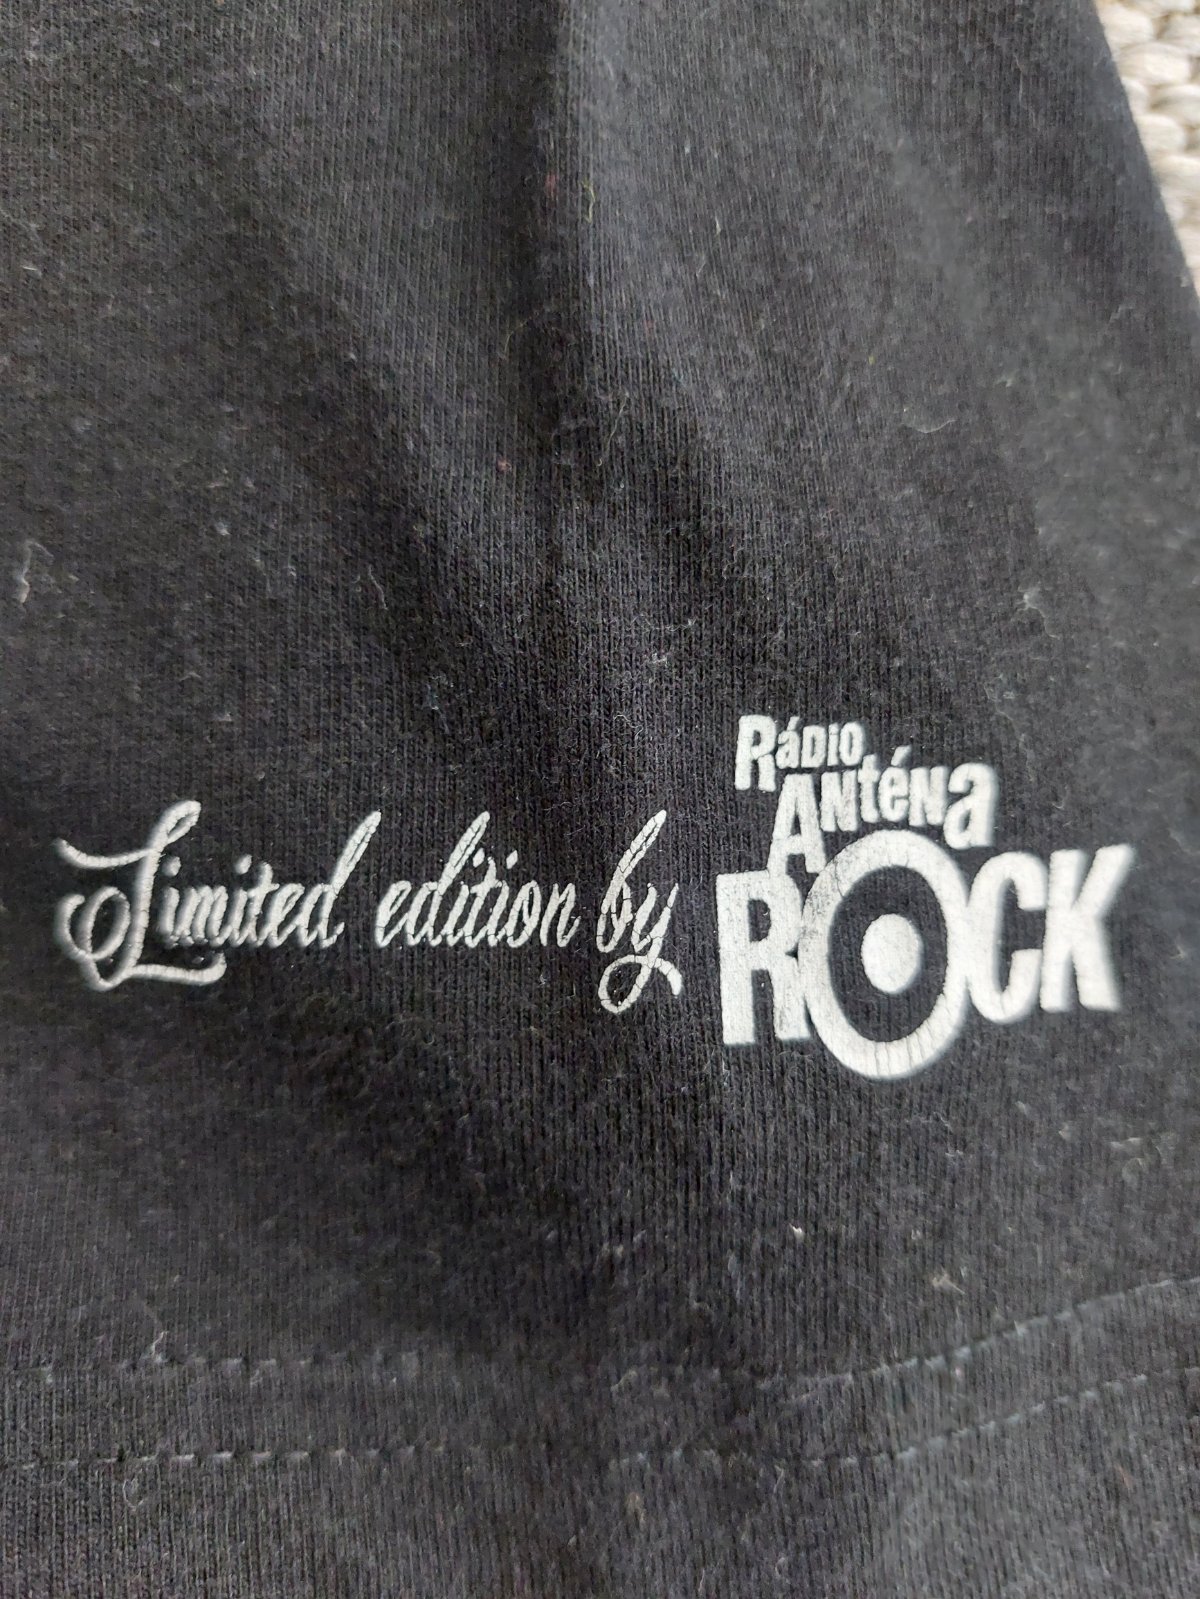 Limited edition by
RáDiO
ANténa
ROCK